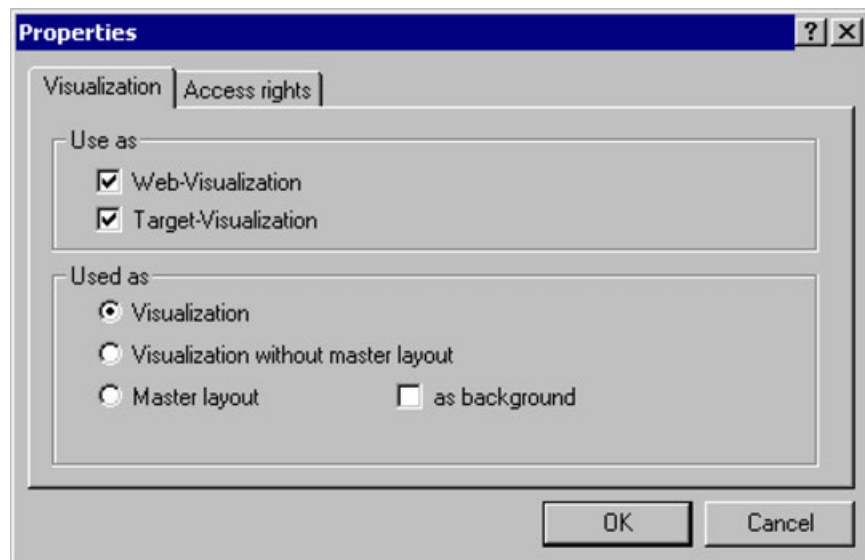 Properties
Visualization Access rights
Use as
Web-Visualization
Target-Visualization
Used as
Visualization
Visualization without master layout
Master layout as background
OK Cancel